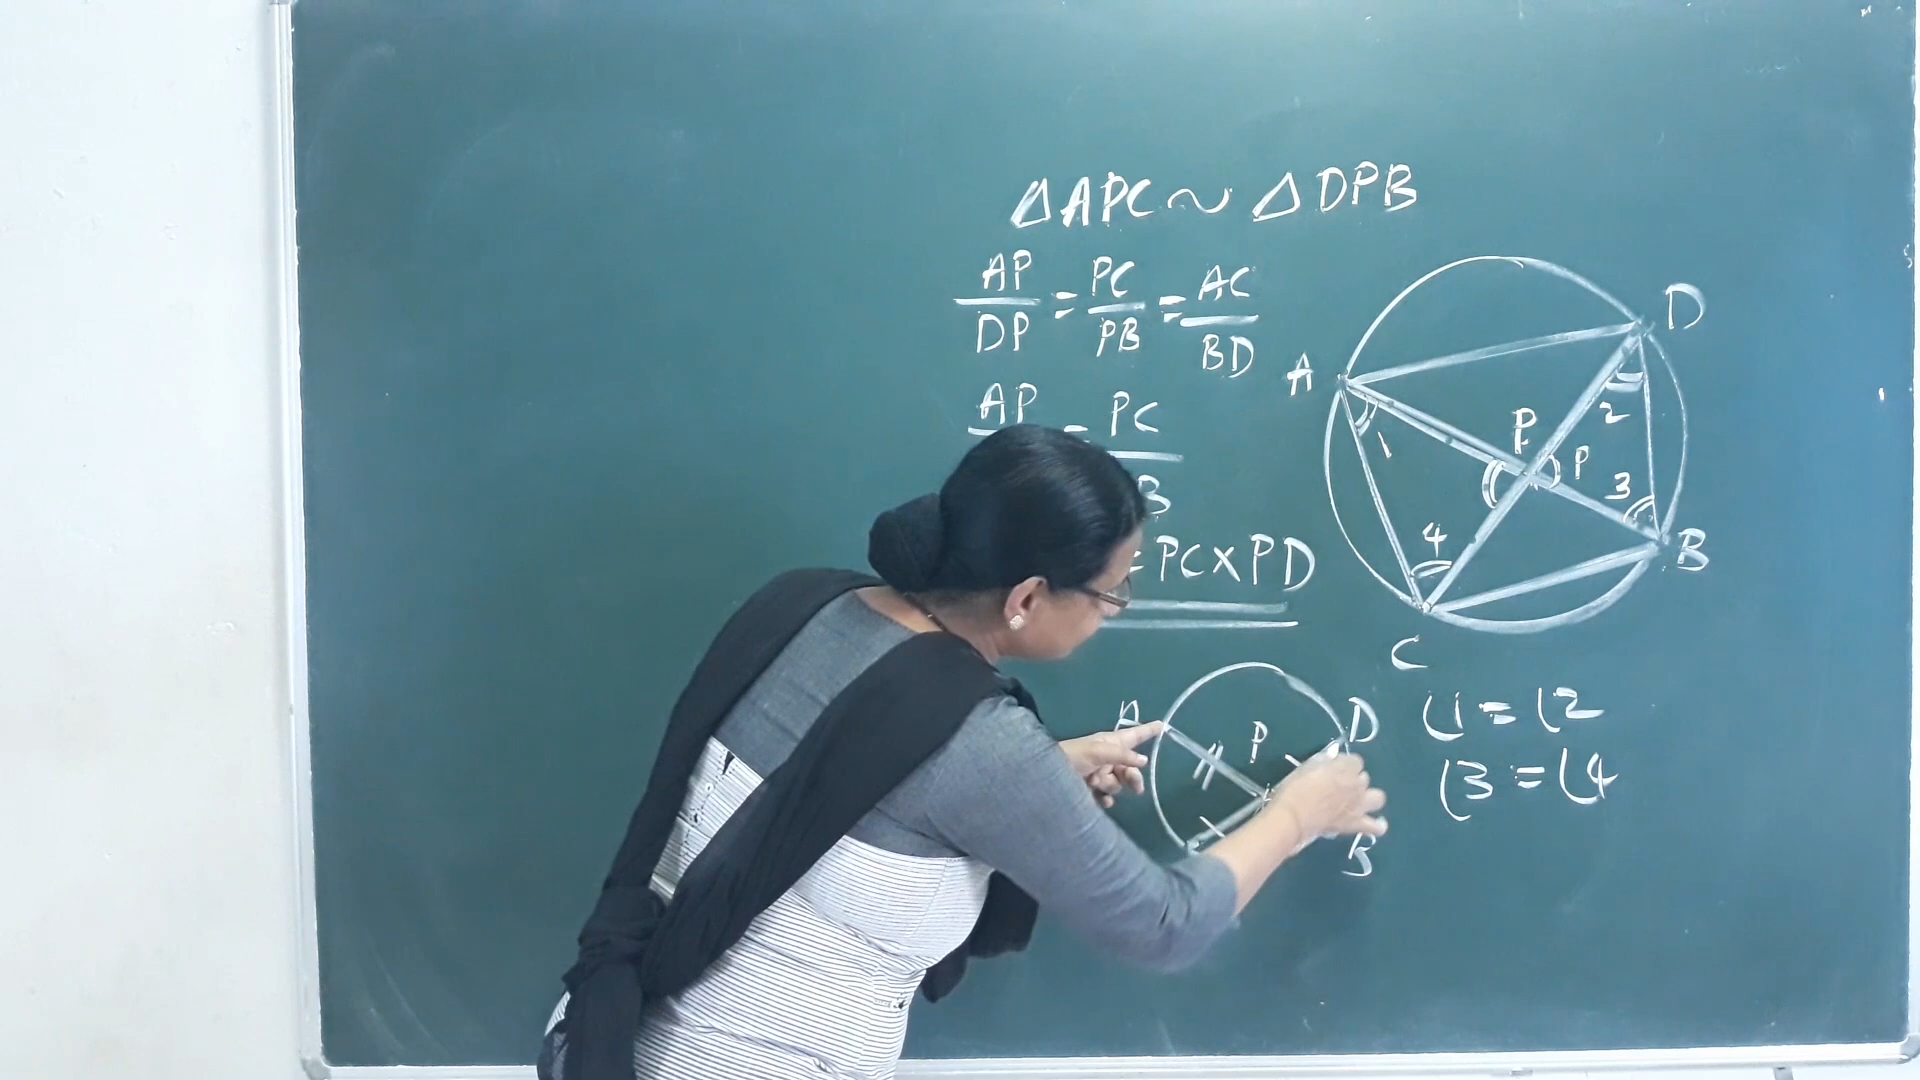 △APC ~ △DPB
AP/DP = PC/PB = AC/BD
AP = PC
B
= PC × PD
D
A
P
P
2
1
3
4
B
C
A
P
D
B
∠1 = ∠2
∠3 = ∠4